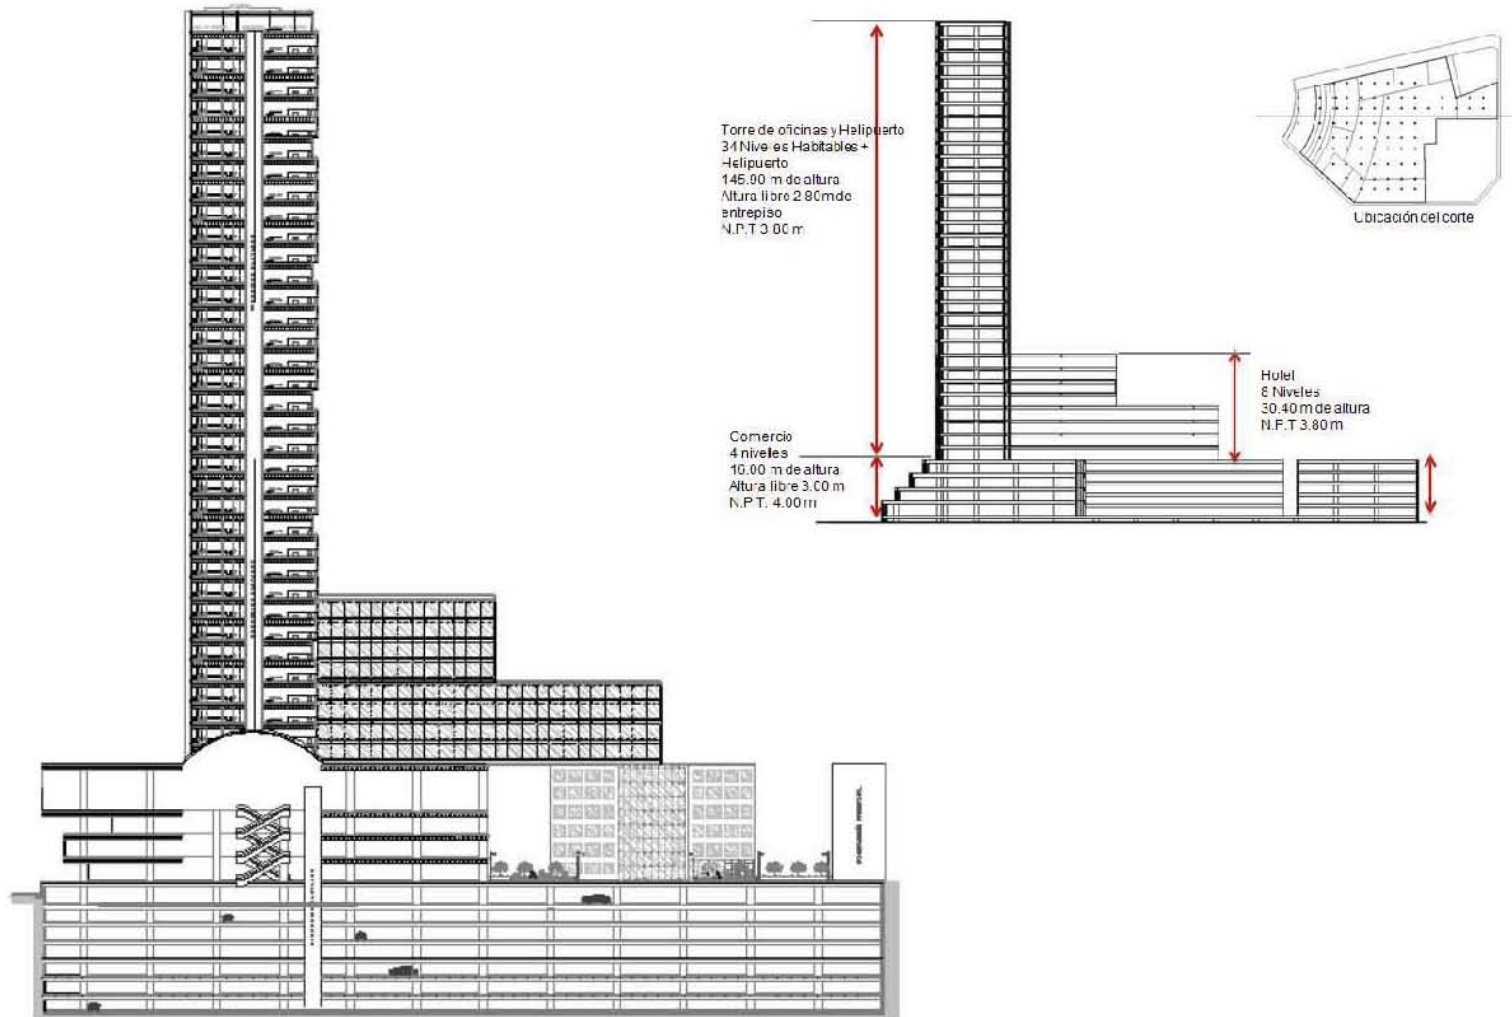 Torre de oficinas y Helipuerto
34 Niveles Habitables +
Helipuerto
145.90 m de altura
Altura libre 2.80m de
entrepiso
N.P.T 3.80 m
Ubicación del corte
Hotel
8 Niveles
30.40 m de altura
N.P.T 3.80 m
Comercio
4 niveles
16.00 m de altura
Altura libre 3.00 m
N.P.T. 4.00 m